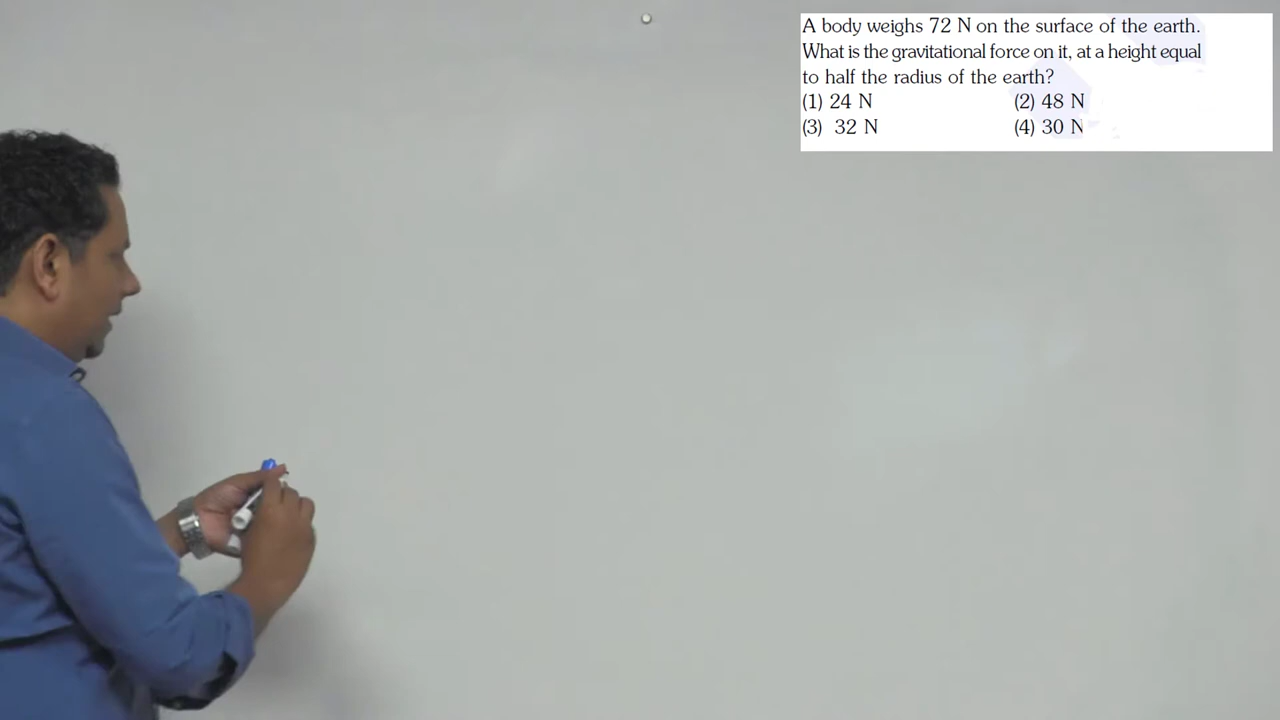 A body weighs 72 N on the surface of the earth.
What is the gravitational force on it, at a height equal
to half the radius of the earth?
(1) 24 N (2) 48 N
(3) 32 N (4) 30 N